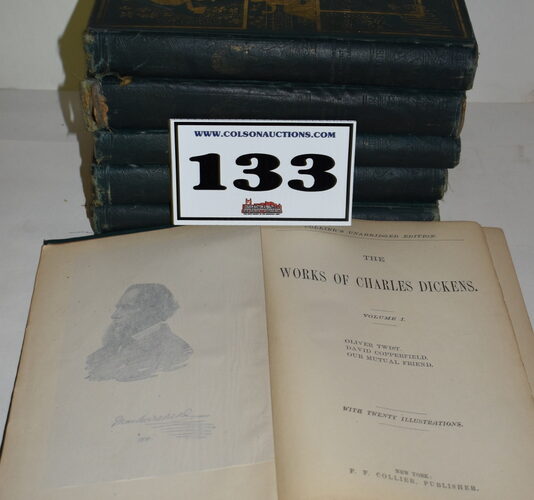 WWW.COLSONAUCTIONS.COM
133
COLLIER'S UNABRIDGED EDITION.
THE
WORKS OF CHARLES DICKENS.
VOLUME I.
OLIVER TWIST.
DAVID COPPERFIELD.
OUR MUTUAL FRIEND.
WITH TWENTY ILLUSTRATIONS.
NEW YORK:
P. F. COLLIER, PUBLISHER.